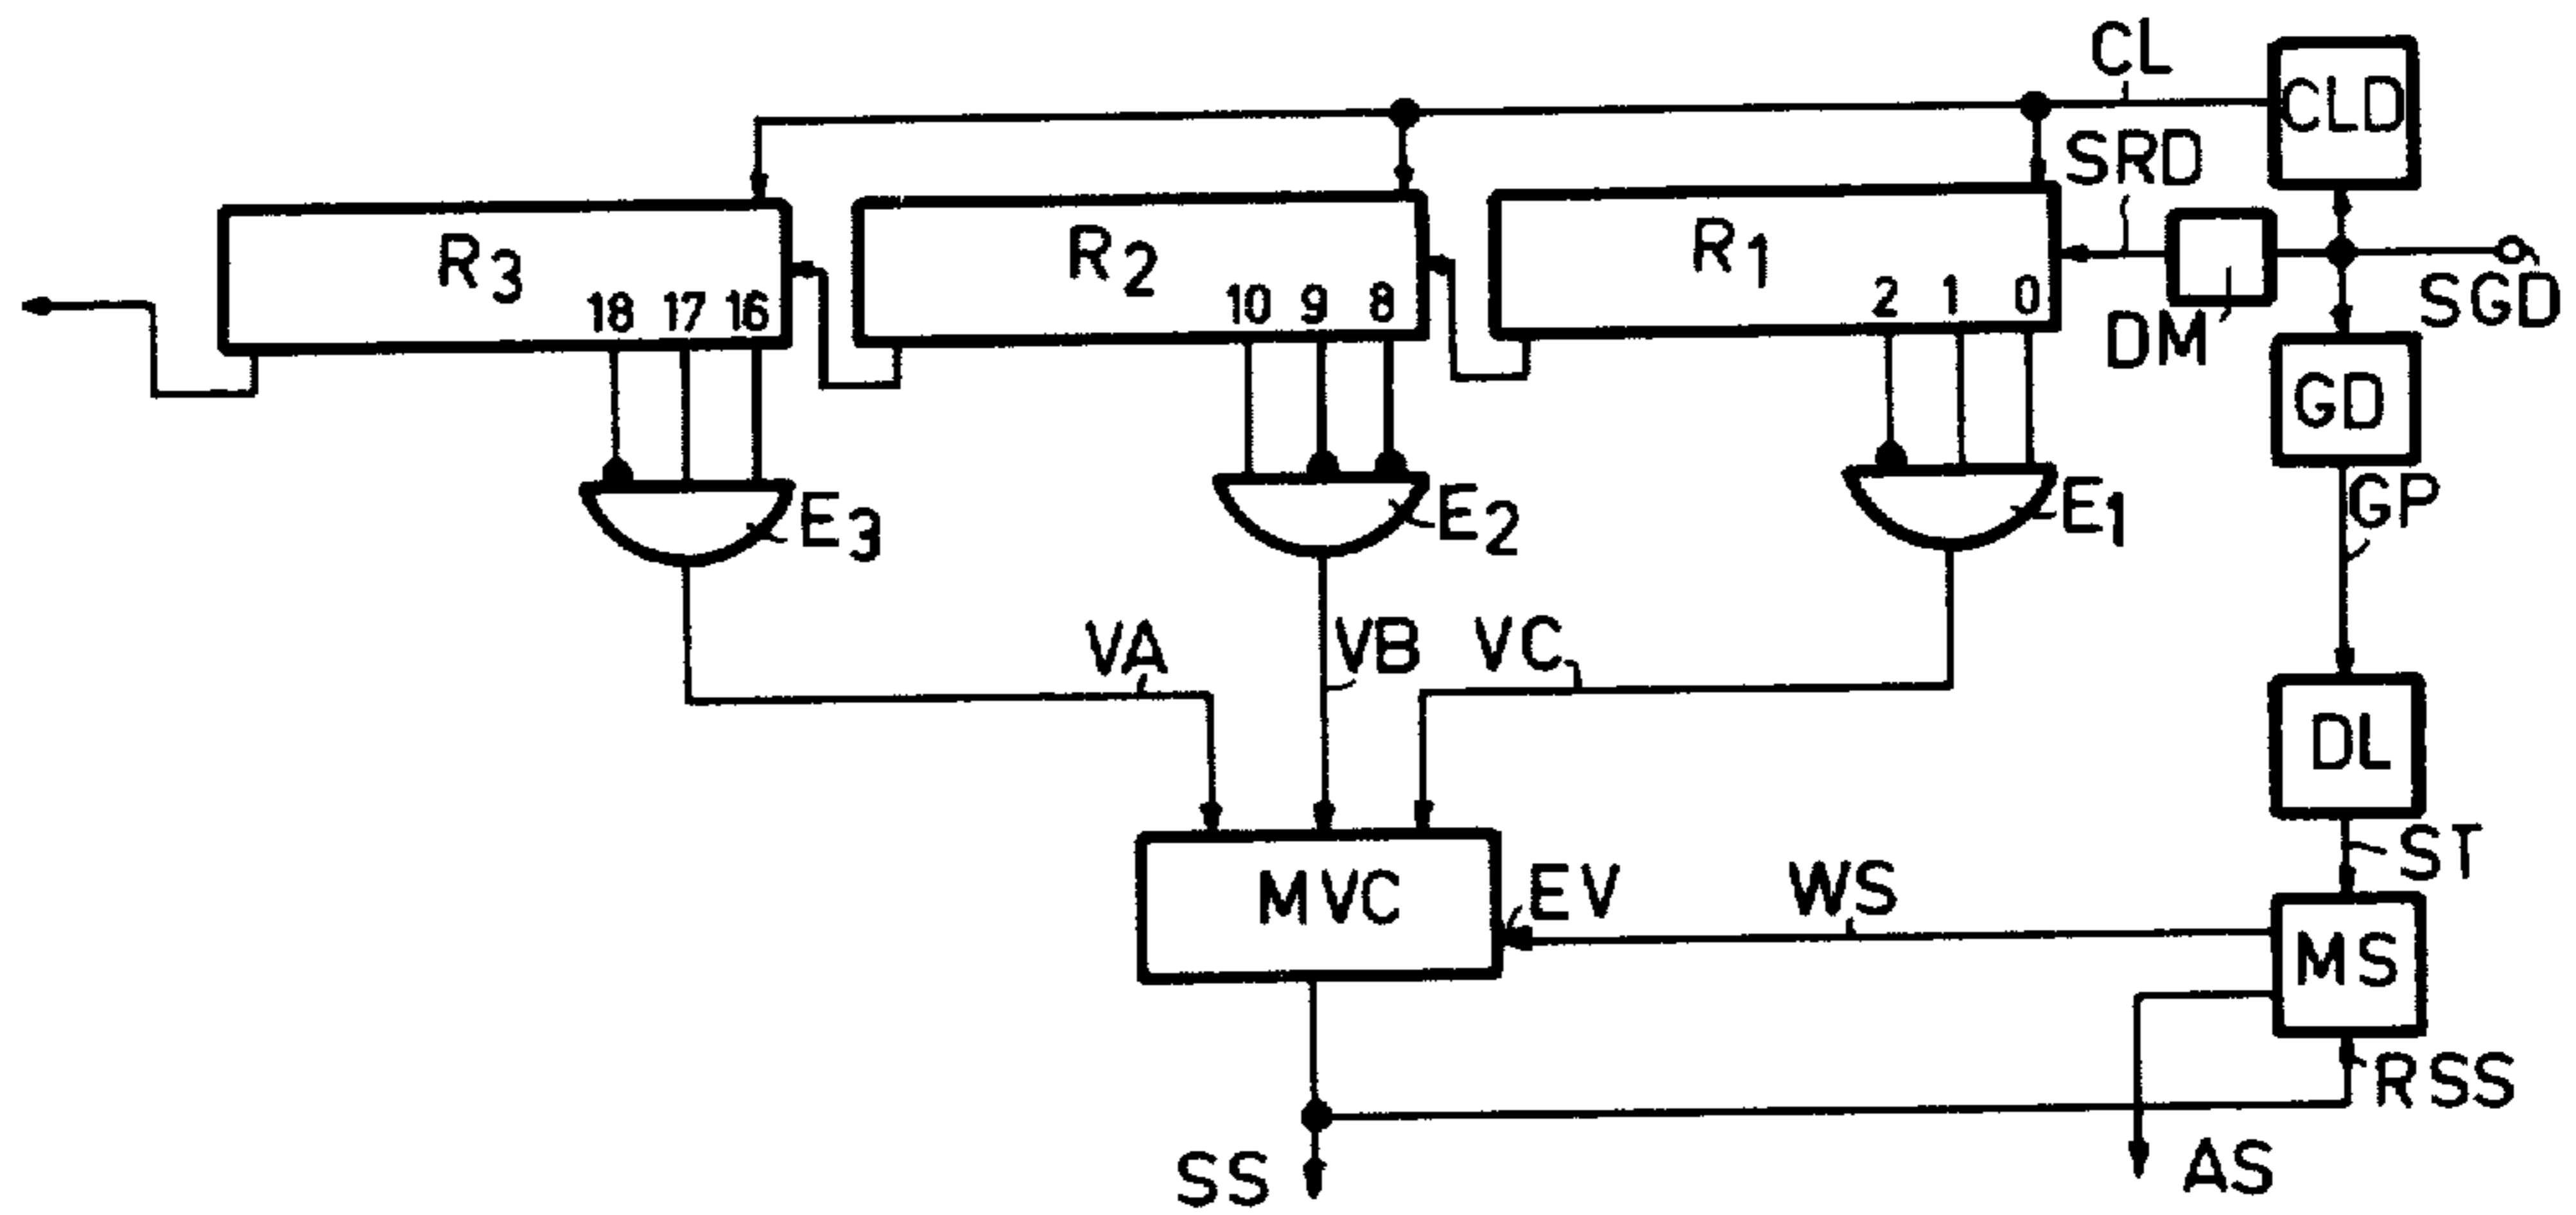 CL
CLD
SRD
R3
R2
R1
18 17 16
10 9 8
2 1 0
DM
SGD
GD
E3
E2
E1
GP
VA
VB
VC
DL
ST
MVC
EV
WS
MS
RSS
SS
AS